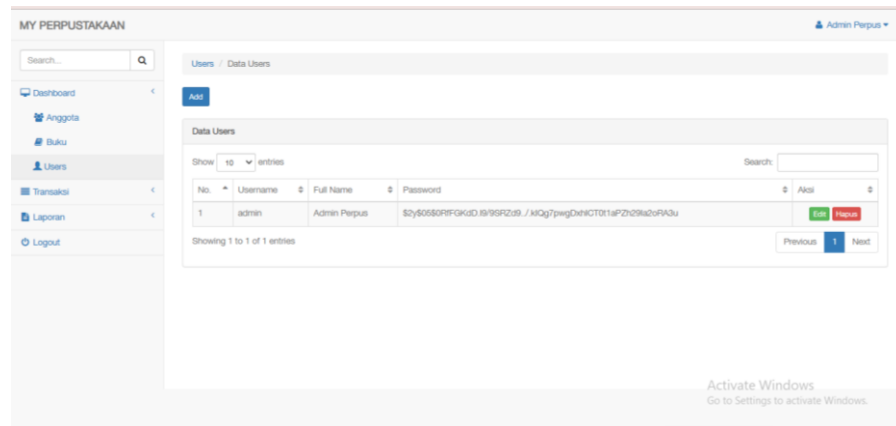 MY PERPUSTAKAAN
Admin Perpus
Search...
Users / Data Users
Dashboard
Add
Anggota
Data Users
Buku
Show 10 entries
Search:
Users
No. Username Full Name Password Aksi
Transaksi
1 admin Admin Perpus Edit Hapus
Laporan
Showing 1 to 1 of 1 entries
Previous 1 Next
Logout
Activate Windows
Go to Settings to activate Windows.